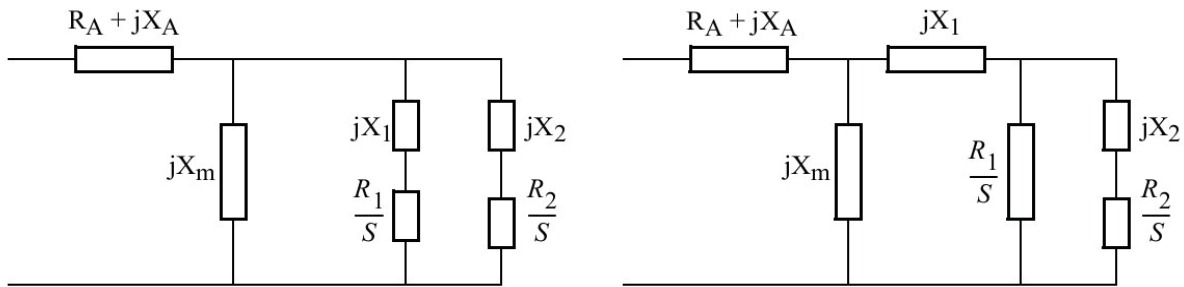 R_A + jX_A
jX_m
jX_1
R_1
S
jX_2
R_2
S
R_A + jX_A
jX_1
jX_m
R_1
S
jX_2
R_2
S